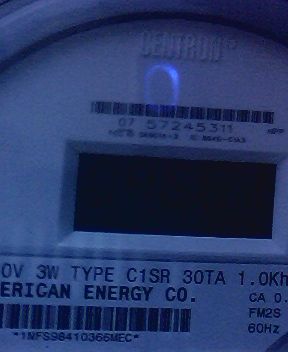 CENTRON
07 57245311
0V 3W TYPE C1SR 30TA 1.0Kh
ERICAN ENERGY CO.
CA 0.
FM2S
60Hz
*1NFS98410366MEC*